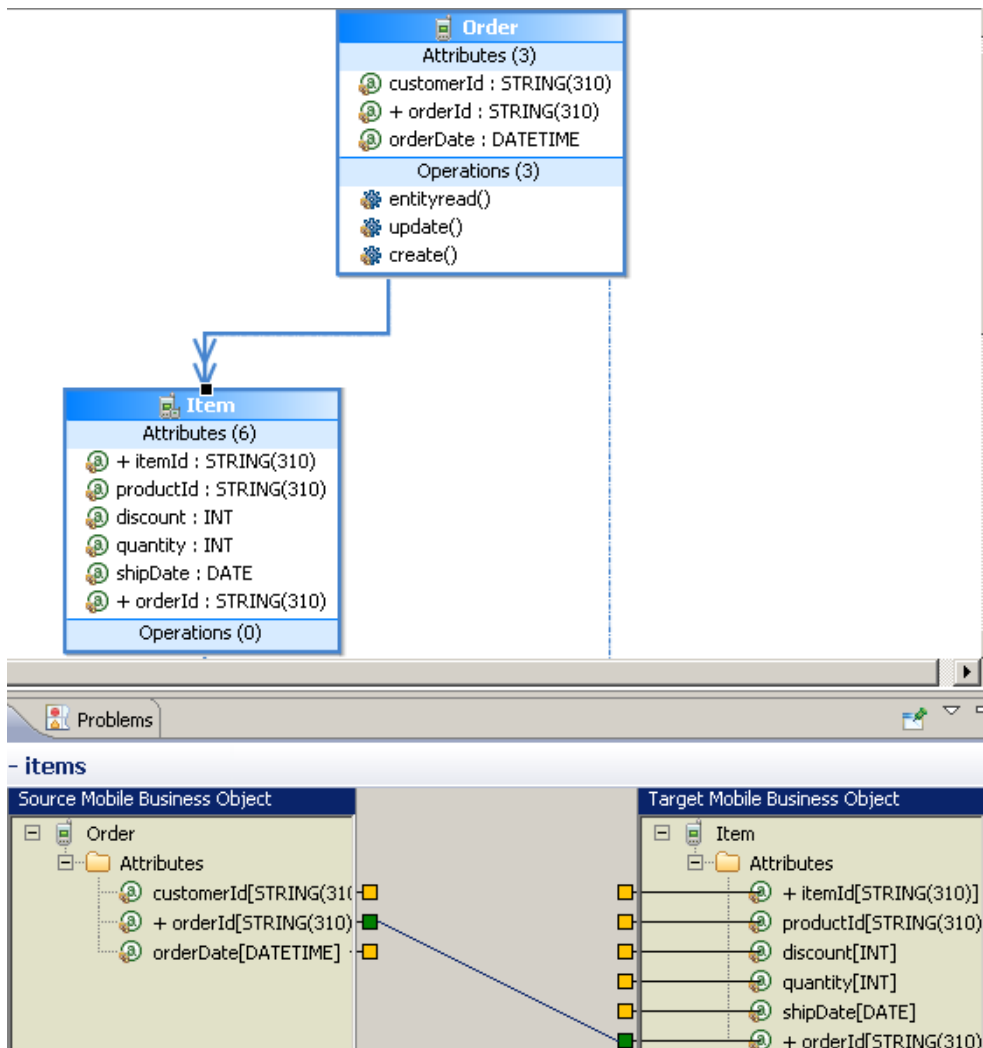 Order
Attributes (3)
customerId : STRING(310)
+ orderId : STRING(310)
orderDate : DATETIME
Operations (3)
entityread()
update()
create()
Item
Attributes (6)
+ itemId : STRING(310)
productId : STRING(310)
discount : INT
quantity : INT
shipDate : DATE
+ orderId : STRING(310)
Operations (0)
Problems
- items
Source Mobile Business Object
Order
Attributes
customerId[STRING(31(
+ orderId[STRING(310)
orderDate[DATETIME]
Target Mobile Business Object
Item
Attributes
+ itemId[STRING(310)]
productId[STRING(310)
discount[INT]
quantity[INT]
shipDate[DATE]
+ orderId[STRING(310)